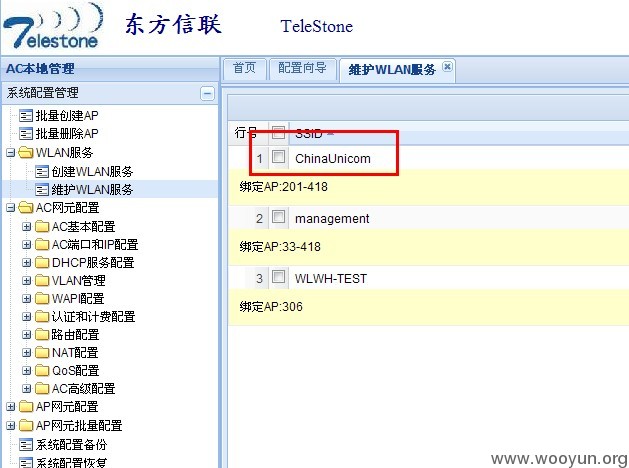 Telestone 东方信联 TeleStone
AC本地管理
首页 配置向导 维护WLAN服务
系统配置管理
批量创建AP
批量删除AP
WLAN服务
创建WLAN服务
维护WLAN服务
AC网元配置
AC基本配置
AC端口和IP配置
DHCP服务配置
VLAN管理
WAPI配置
认证和计费配置
路由配置
NAT配置
QoS配置
AC高级配置
AP网元配置
AP网元批量配置
系统配置备份
系统配置恢复
行号 SSID
1 ChinaUnicom
绑定AP:201-418
2 management
绑定AP:33-418
3 WLWH-TEST
绑定AP:306
www.wooyun.org